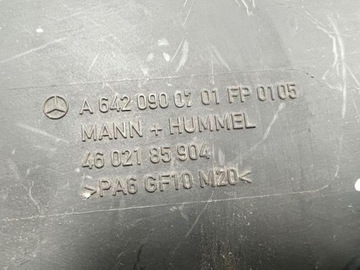 A 642 090 07 01 FP 0105
MANN + HUMMEL
46 021 85 904
>PA6 GF10 M20<